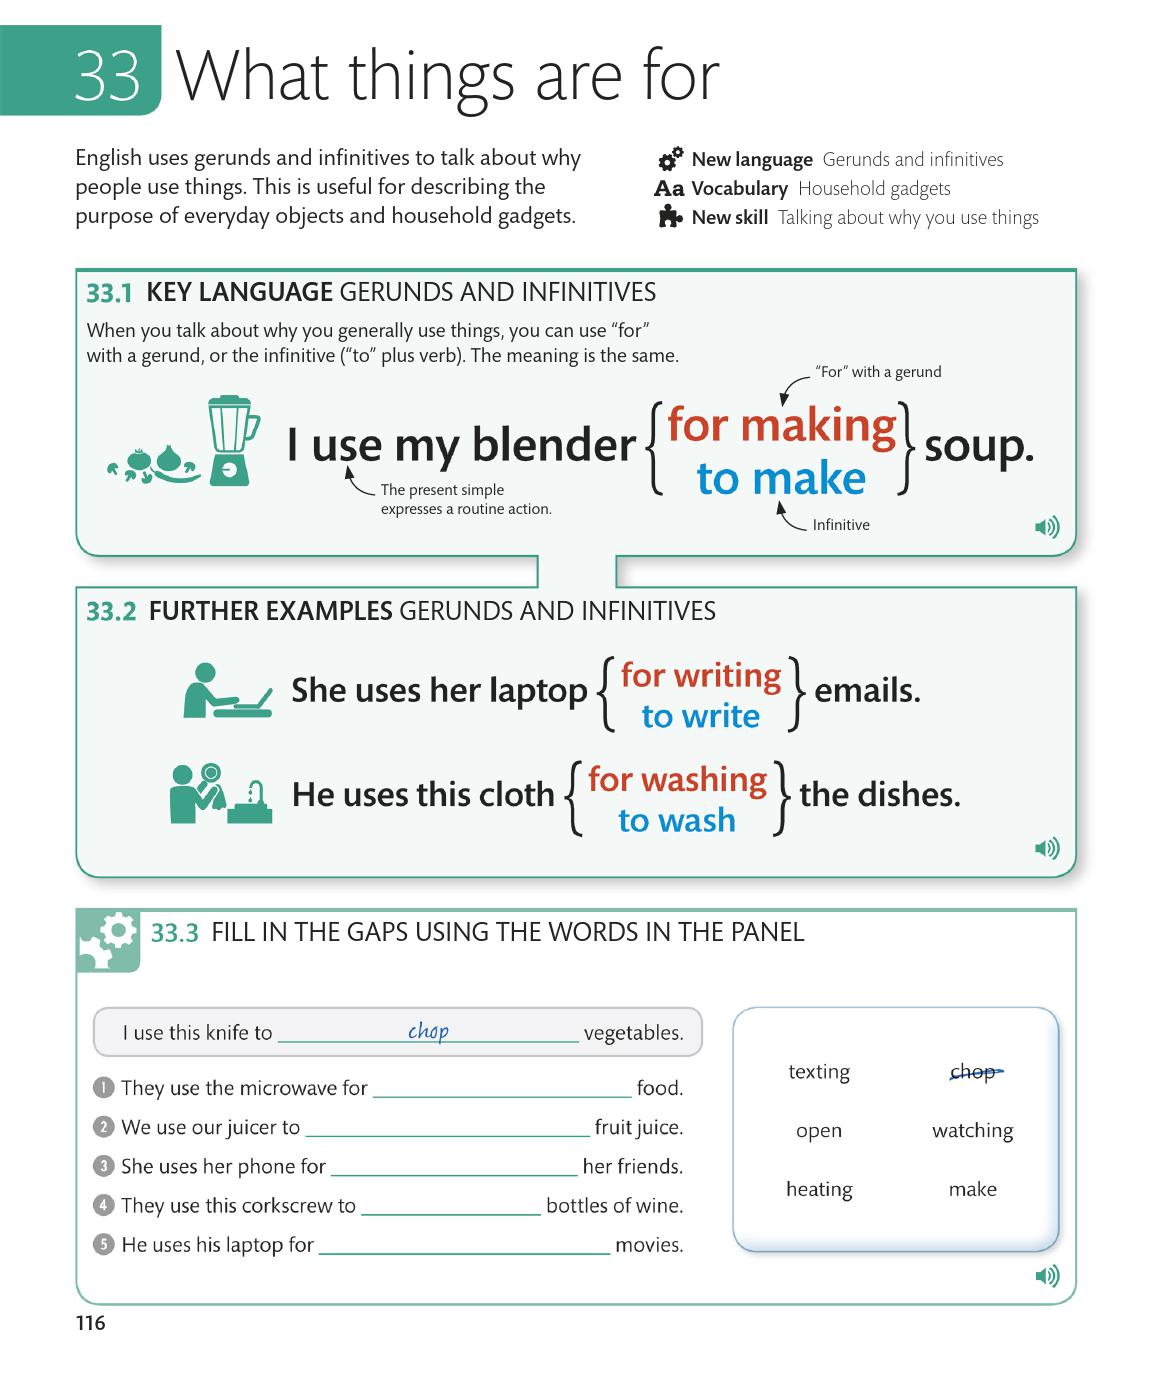 33 What things are for
English uses gerunds and infinitives to talk about why
people use things. This is useful for describing the
purpose of everyday objects and household gadgets.
New language Gerunds and infinitives
Aa Vocabulary Household gadgets
New skill Talking about why you use things
33.1 KEY LANGUAGE GERUNDS AND INFINITIVES
When you talk about why you generally use things, you can use “for”
with a gerund, or the infinitive (“to” plus verb). The meaning is the same.
“For” with a gerund
I use my blender { for making } soup.
to make
The present simple
expresses a routine action.
Infinitive
33.2 FURTHER EXAMPLES GERUNDS AND INFINITIVES
She uses her laptop { for writing } emails.
to write
He uses this cloth { for washing } the dishes.
to wash
33.3 FILL IN THE GAPS USING THE WORDS IN THE PANEL
I use this knife to chop vegetables.
1 They use the microwave for ____ food.
2 We use our juicer to ____ fruit juice.
3 She uses her phone for ____ her friends.
4 They use this corkscrew to ____ bottles of wine.
5 He uses his laptop for ____ movies.
texting chop
open watching
heating make
116